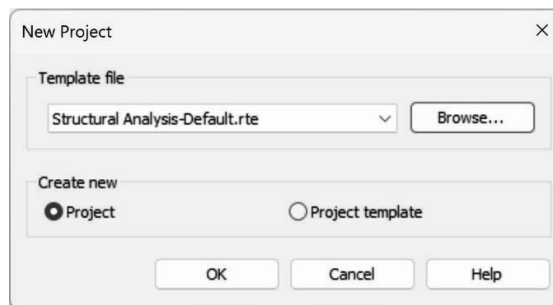 New Project
Template file
Structural Analysis-Default.rte
Browse...
Create new
Project
Project template
OK
Cancel
Help